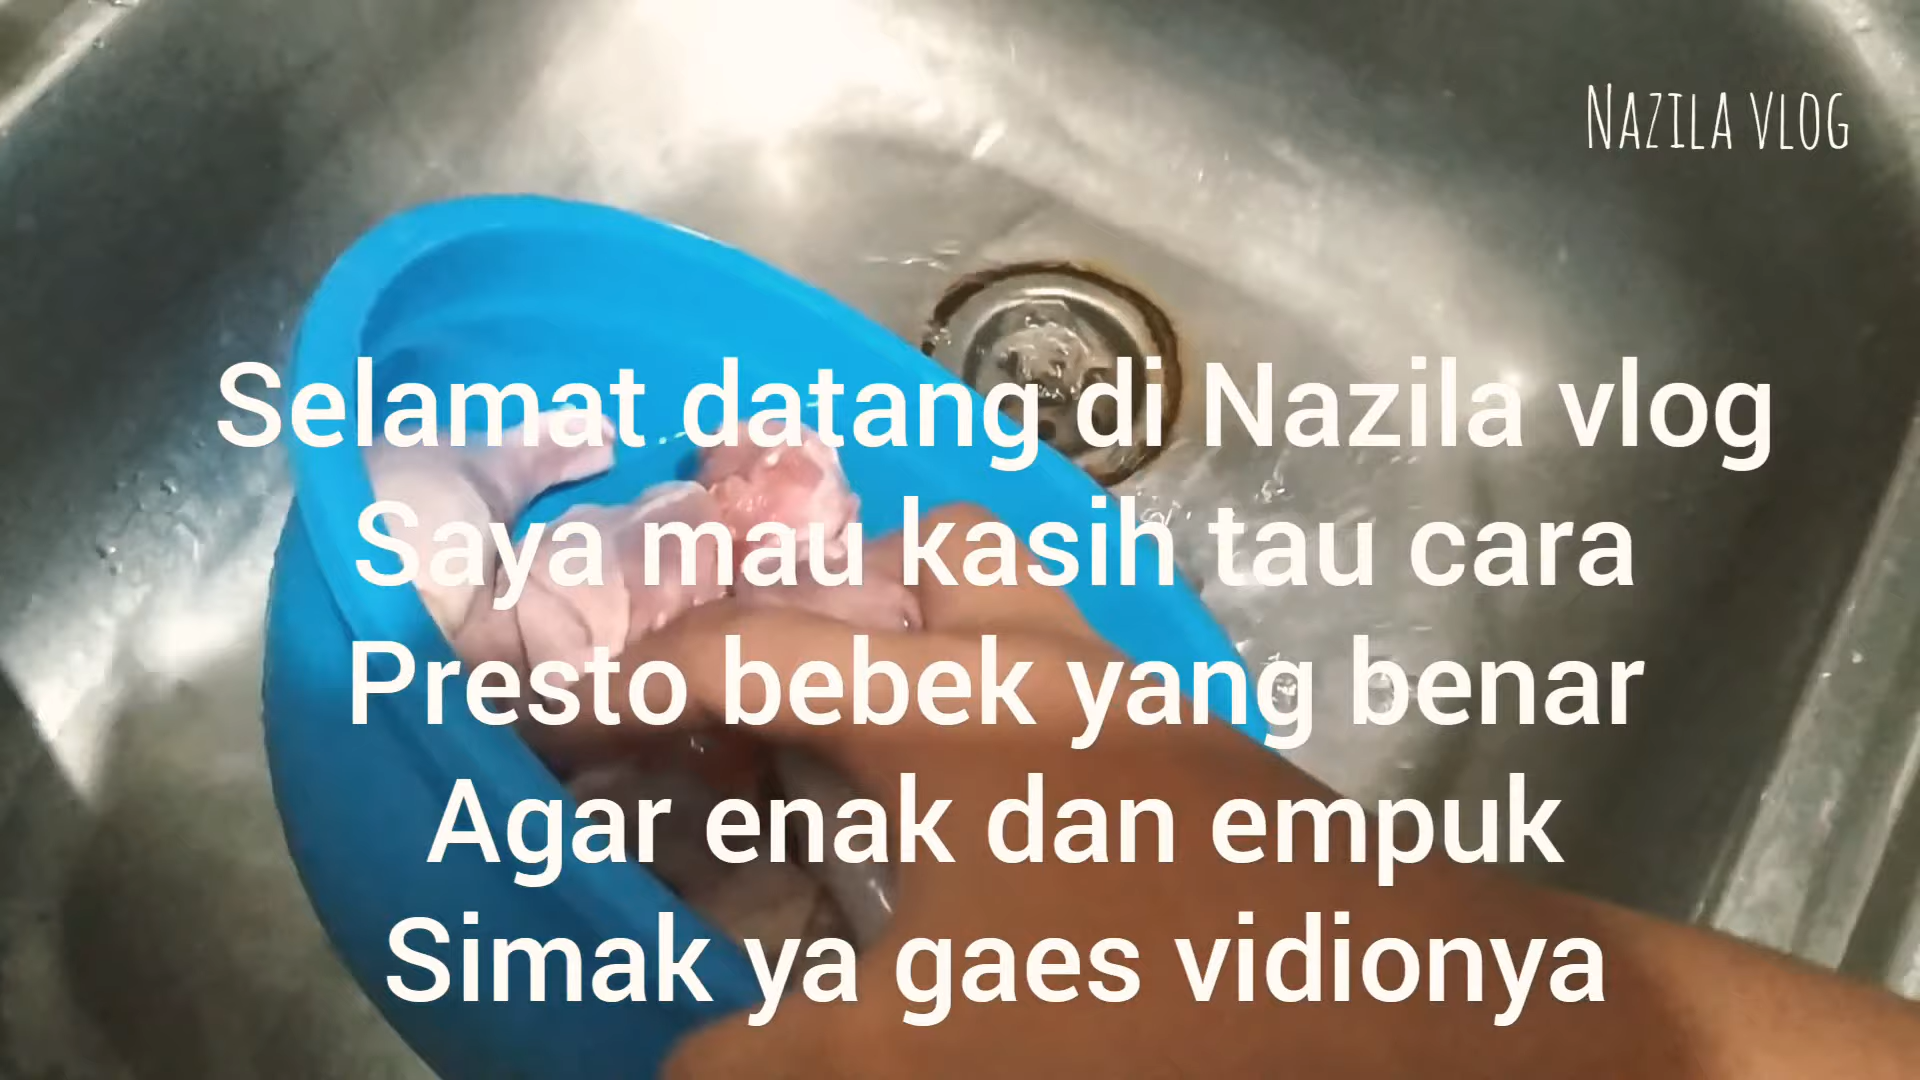 NAZILA VLOG
Selamat datang di Nazila vlog
Saya mau kasih tau cara
Presto bebek yang benar
Agar enak dan empuk
Simak ya gaes vidionya